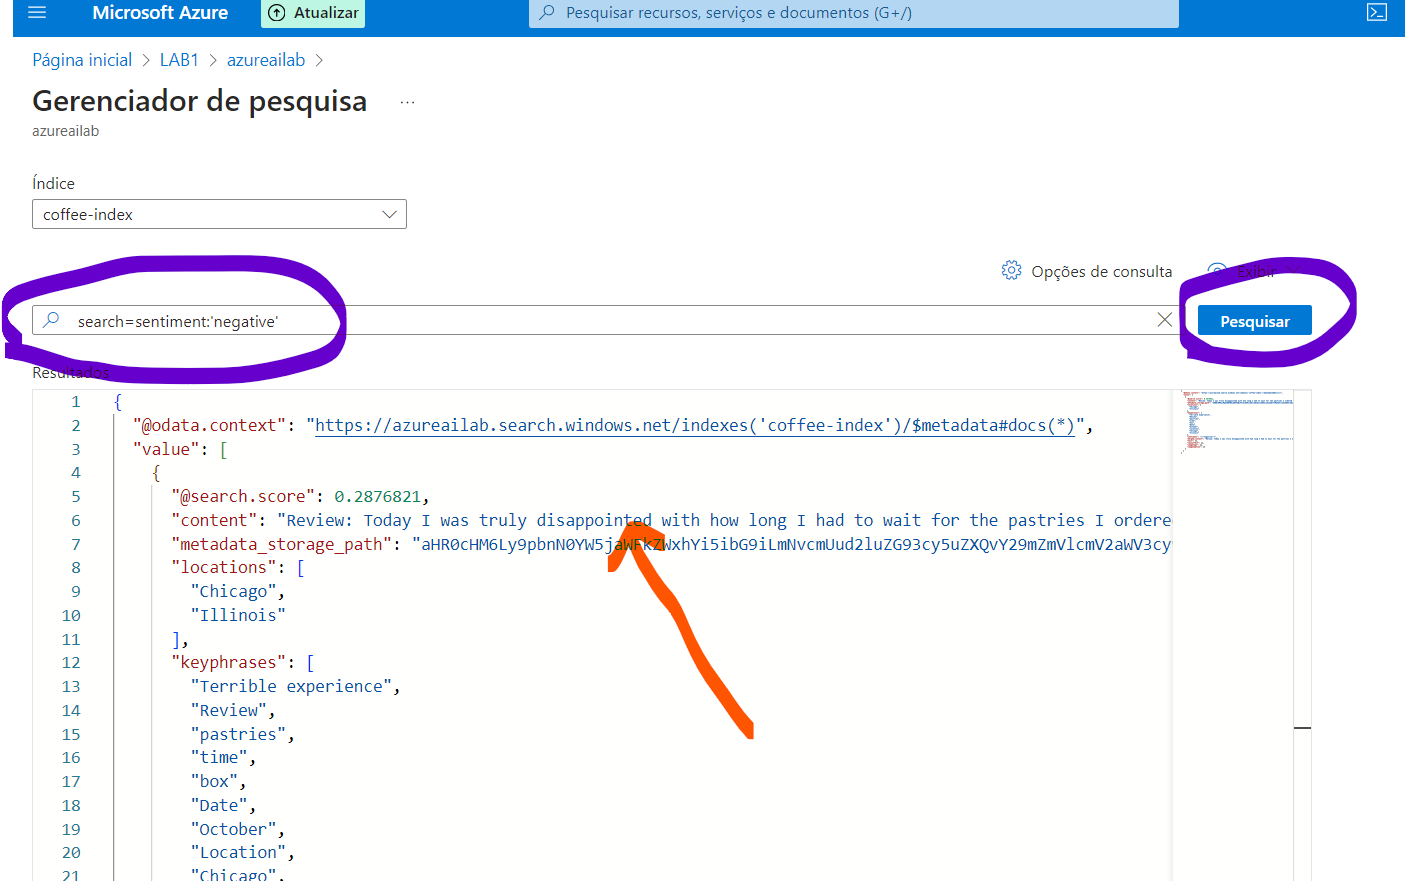 Microsoft Azure
Atualizar
Pesquisar recursos, serviços e documentos (G+/)
Página inicial > LAB1 > azureailab >
Gerenciador de pesquisa ...
azureailab
Índice
coffee-index
Opções de consulta
Exibir
search=sentiment:'negative'
Pesquisar
Resultados
1 {
2 "@odata.context": "https://azureailab.search.windows.net/indexes('coffee-index')/$metadata#docs(*)",
3 "value": [
4 {
5 "@search.score": 0.2876821,
6 "content": "Review: Today I was truly disappointed with how long I had to wait for the pastries I ordere
7 "metadata_storage_path": "aHR0cHM6Ly9pbnN0YW5jaWFkZWxhYi5ibG9iLmNvcmUud2luZG93cy5uZXQvY29mZmVlcmV2aWV3cy
8 "locations": [
9 "Chicago",
10 "Illinois"
11 ],
12 "keyphrases": [
13 "Terrible experience",
14 "Review",
15 "pastries",
16 "time",
17 "box",
18 "Date",
19 "October",
20 "Location",
21 "Chicago",